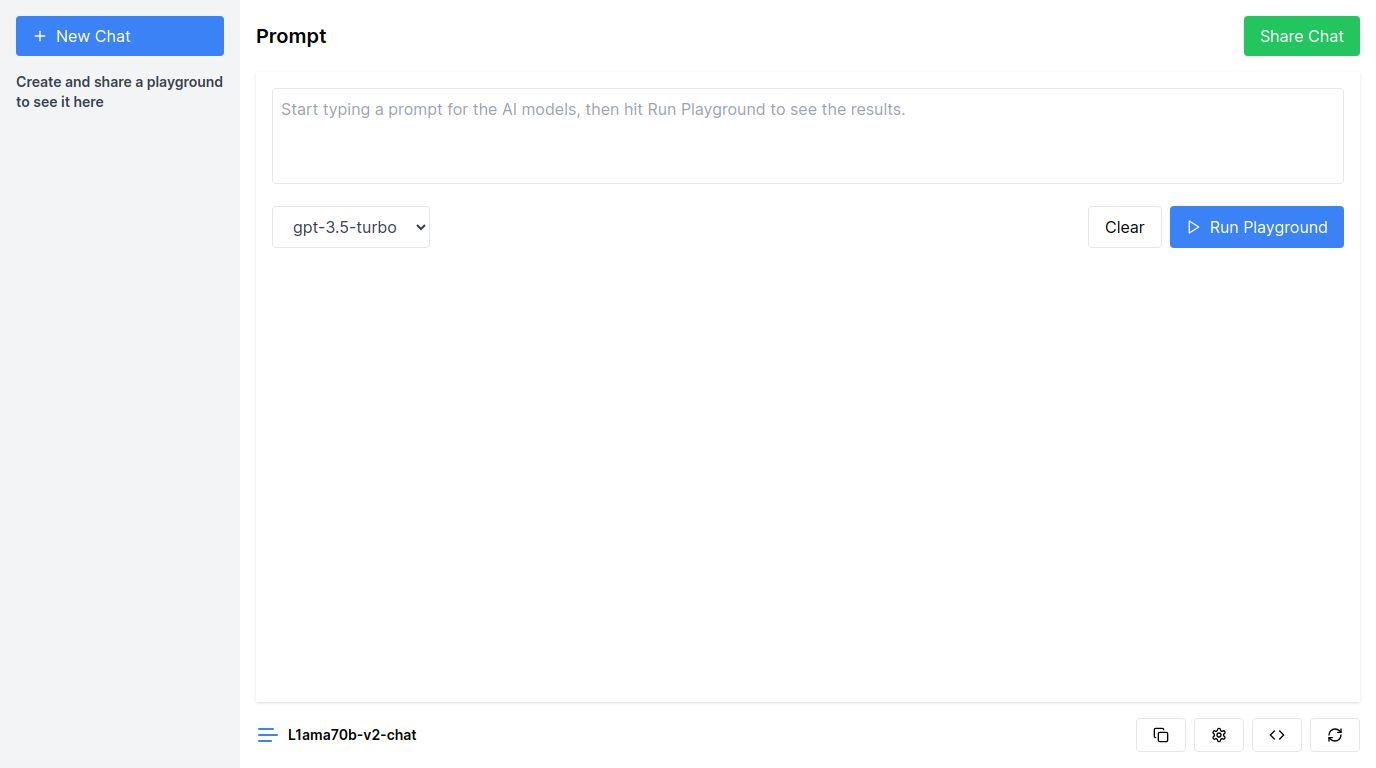 New Chat
Create and share a playground
to see it here
Prompt
Share Chat
Start typing a prompt for the AI models, then hit Run Playground to see the results.
gpt-3.5-turbo
Clear
Run Playground
L1ama70b-v2-chat